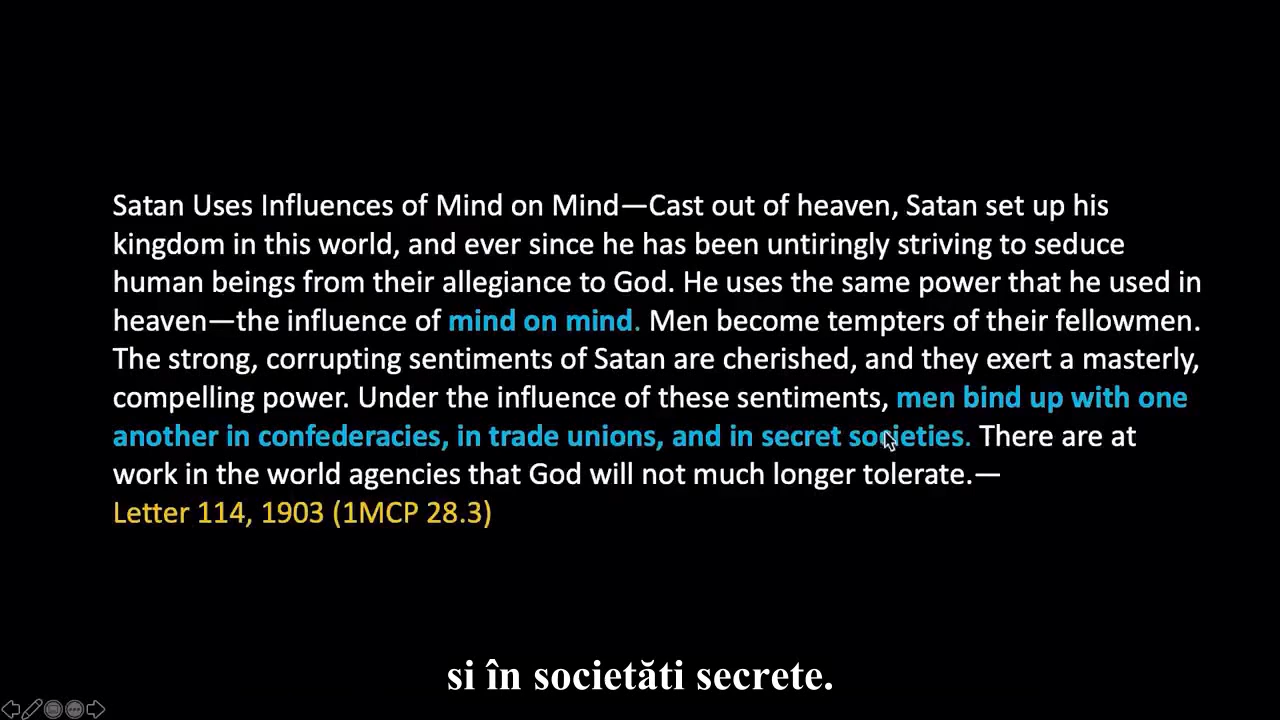 Satan Uses Influences of Mind on Mind—Cast out of heaven, Satan set up his
kingdom in this world, and ever since he has been untiringly striving to seduce
human beings from their allegiance to God. He uses the same power that he used in
heaven—the influence of mind on mind. Men become tempters of their fellowmen.
The strong, corrupting sentiments of Satan are cherished, and they exert a masterly,
compelling power. Under the influence of these sentiments, men bind up with one
another in confederacies, in trade unions, and in secret societies. There are at
work in the world agencies that God will not much longer tolerate.—
Letter 114, 1903 (1MCP 28.3)
si în societăti secrete.